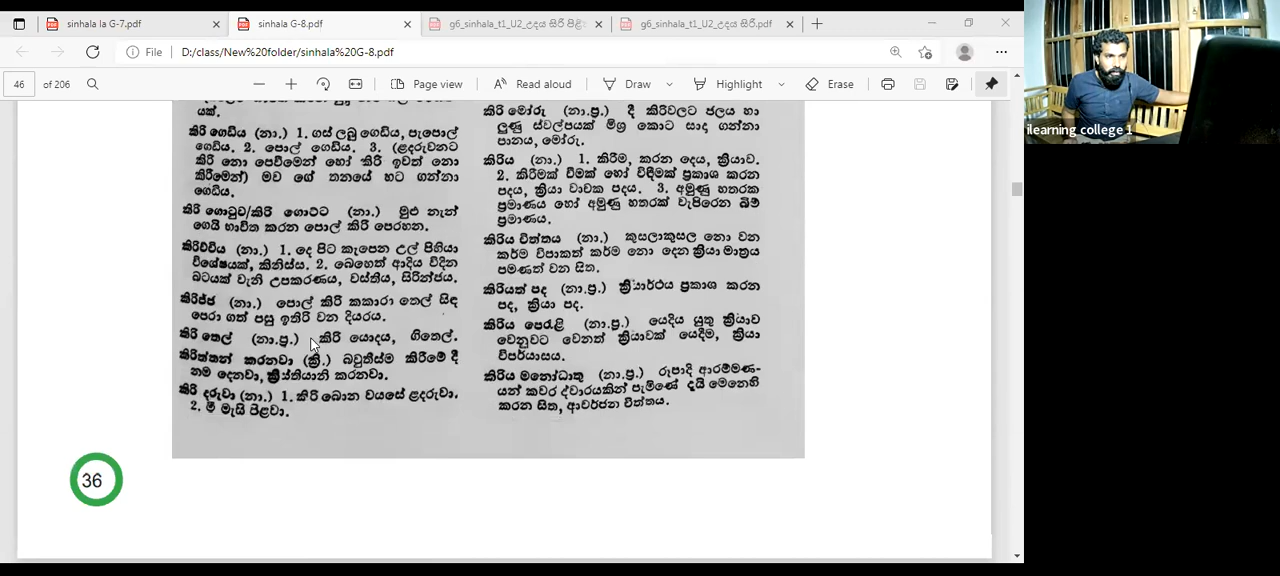 sinhala la G-7.pdf
sinhala G-8.pdf
g6_sinhala_t1_U2_උදය සිරි පිළි
g6_sinhala_t1_U2_උදය සිරි.pdf
File
D:/class/New%20folder/sinhala%20G-8.pdf
46 of 206
Page view
Read aloud
Draw
Highlight
Erase
ilearning college 1
යක්.
කිරි ගෙඩිය (නා.) 1. ගස් ලබු ගෙඩිය, පැපොල්
ගෙඩිය. 2. පොල් ගෙඩිය. 3. (ළදරුවනට
කිරි නො පෙවීමෙන් හෝ කිරි ඉවත් නො
කිරීමෙන්) මව ගේ තනයේ හට ගන්නා
ගෙඩිය.
කිරි ගොටුව/කිරි ගොට්ට (නා.) මුළු තැන්
ගෙයි භාවිත කරන පොල් කිරි පෙරහන.
කිරිච්චිය (නා.) 1. දෙ පිට කැපෙන උල් පිහියා
විශේෂයක්, කිනිස්ස. 2. බෙහෙත් ආදිය විදින
බටයක් වැනි උපකරණය, වස්තිය, සිරින්ජය.
කිරිජ්ජ (නා.) පොල් කිරි කකාරා තෙල් සිඳ
පෙරා ගත් පසු ඉතිරි වන දියරය.
කිරි තෙල් (නා.ප්‍ර.) කිරි යොදය, ගිතෙල්.
කිරිත්තන් කරනවා (ක්‍රි.) බවුතීස්ම කිරීමේ දී
නම දෙනවා, ක්‍රිස්තියානි කරනවා.
කිරි දරුවා (නා.) 1. කිරි බොන වයසේ ළදරුවා.
2. මී මැසි පිළවා.
කිරි මෝරු (නා.ප්‍ර.) දී කිරිවලට ජලය හා
ලුණු ස්වල්පයක් මිශ්‍ර කොට සාදා ගන්නා
පානය, මෝරු.
කිරිය (නා.) 1. කිරීම, කරන දෙය, ක්‍රියාව.
2. කිරීමක් වීමක් හෝ විඳීමක් ප්‍රකාශ කරන
පදය, ක්‍රියා වාචක පදය. 3. අමුණු හතරක
ප්‍රමාණය හෝ අමුණු හතරක් වැපිරෙන බිම්
ප්‍රමාණය.
කිරිය චිත්තය (නා.) කුසලාකුසල නො වන
කර්ම විපාකත් කර්ම නො දෙන ක්‍රියා මාත්‍රය
පමණක් වන සිත.
කිරියත් පද (නා.ප්‍ර.) ක්‍රියාර්ථය ප්‍රකාශ කරන
පද, ක්‍රියා පද.
කිරිය පෙරළි (නා.ප්‍ර.) යෙදිය යුතු ක්‍රියාව
වෙනුවට වෙනත් ක්‍රියාවක් යෙදීම, ක්‍රියා
විපර්යාසය.
කිරිය මනෝධාතු (නා.ප්‍ර.) රූපාදී ආරම්මණ-
යන් කවර ද්වාරයකින් පැමිණේ දැයි මෙනෙහි
කරන සිත, ආවර්ජන චිත්තය.
36